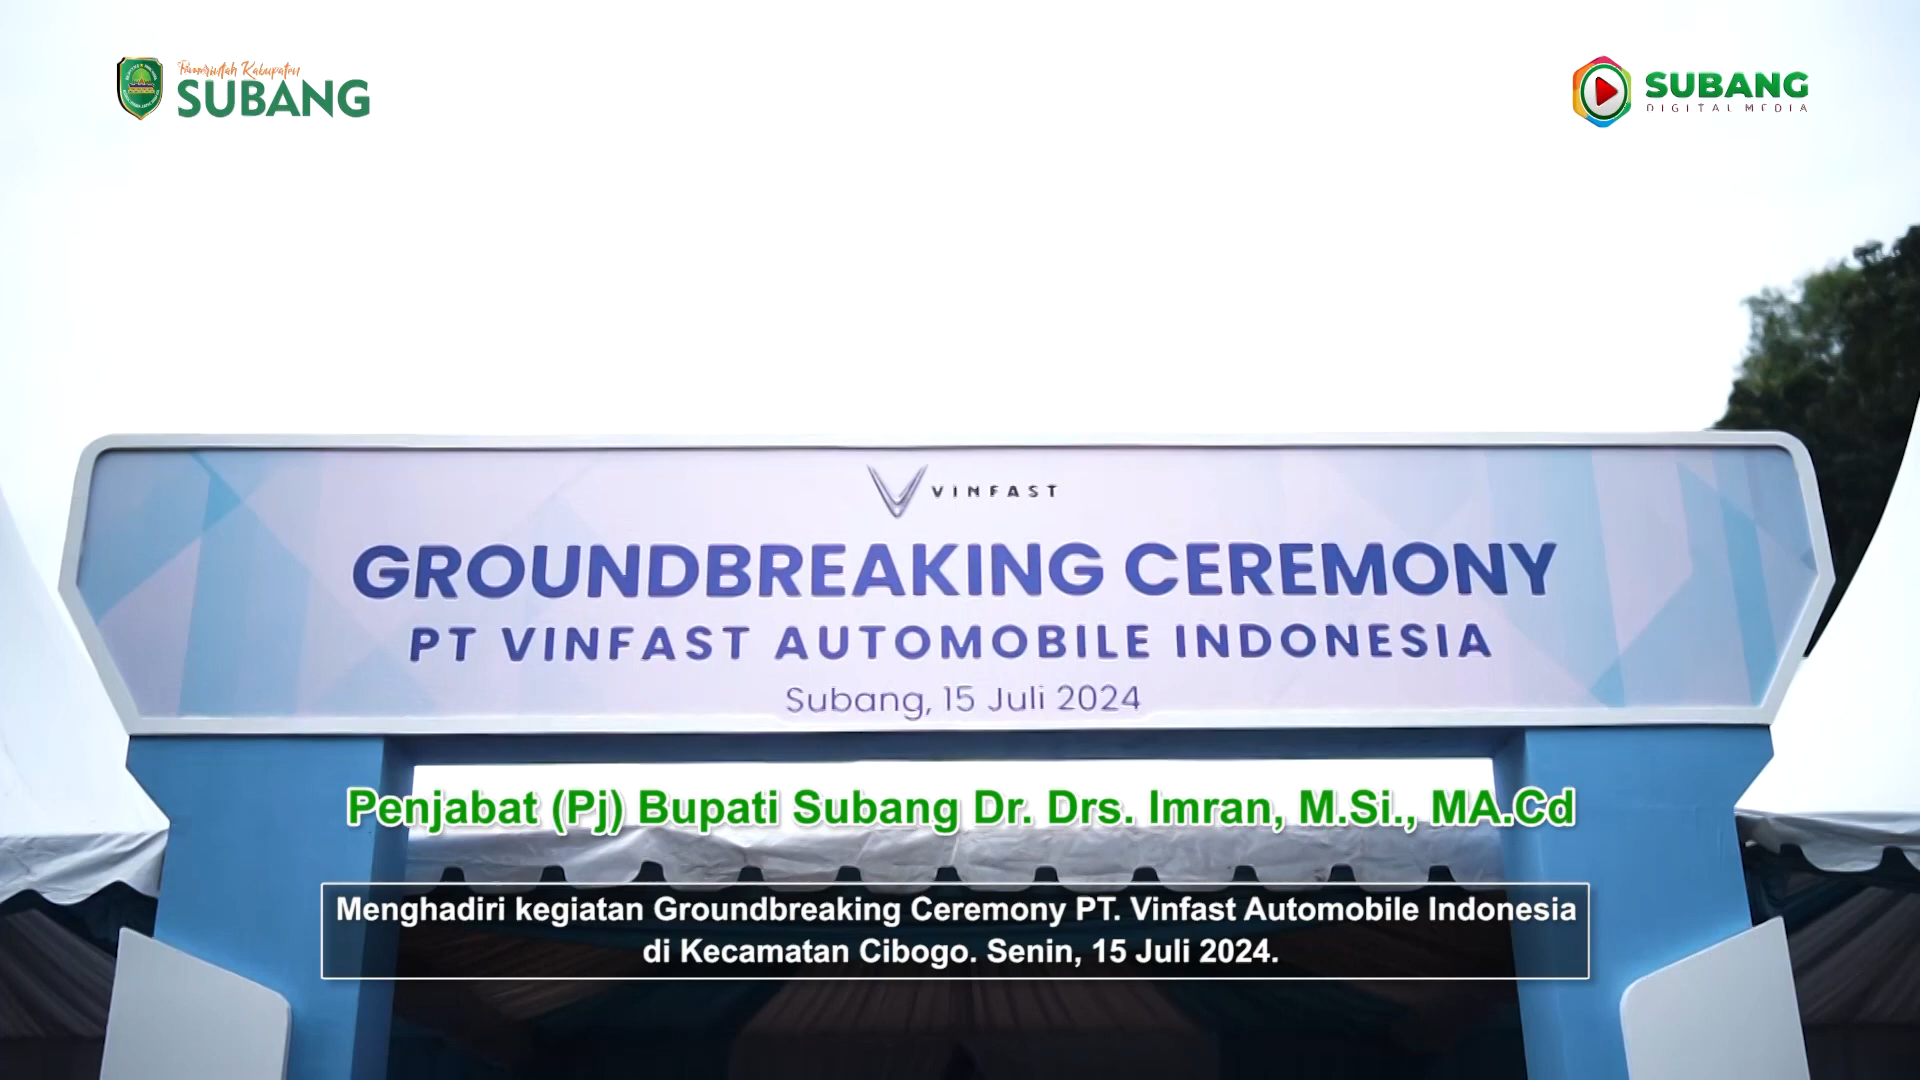 Pemerintah Kabupaten
SUBANG
SUBANG
DIGITAL MEDIA
VINFAST
GROUNDBREAKING CEREMONY
PT VINFAST AUTOMOBILE INDONESIA
Subang, 15 Juli 2024
Penjabat (Pj) Bupati Subang Dr. Drs. Imran, M.Si., MA.Cd
Menghadiri kegiatan Groundbreaking Ceremony PT. Vinfast Automobile Indonesia
di Kecamatan Cibogo. Senin, 15 Juli 2024.